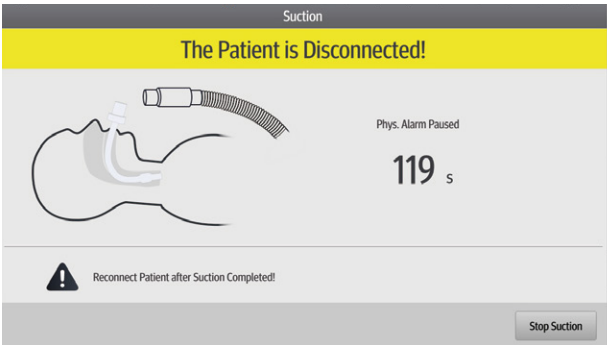 Suction
The Patient is Disconnected!
Phys. Alarm Paused
119 s
Reconnect Patient after Suction Completed!
Stop Suction